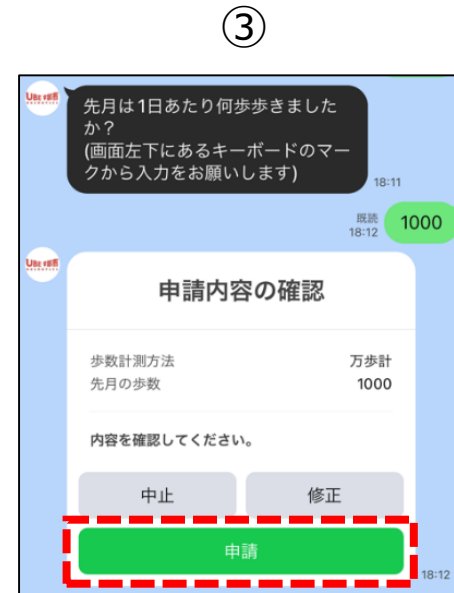 ③
先月は1日あたり何歩歩きました
か？
(画面左下にあるキーボードのマー
クから入力をお願いします)
18:11
既読
18:12
1000
申請内容の確認
歩数計測方法 万歩計
先月の歩数 1000
内容を確認してください。
中止 修正
申請
18:12